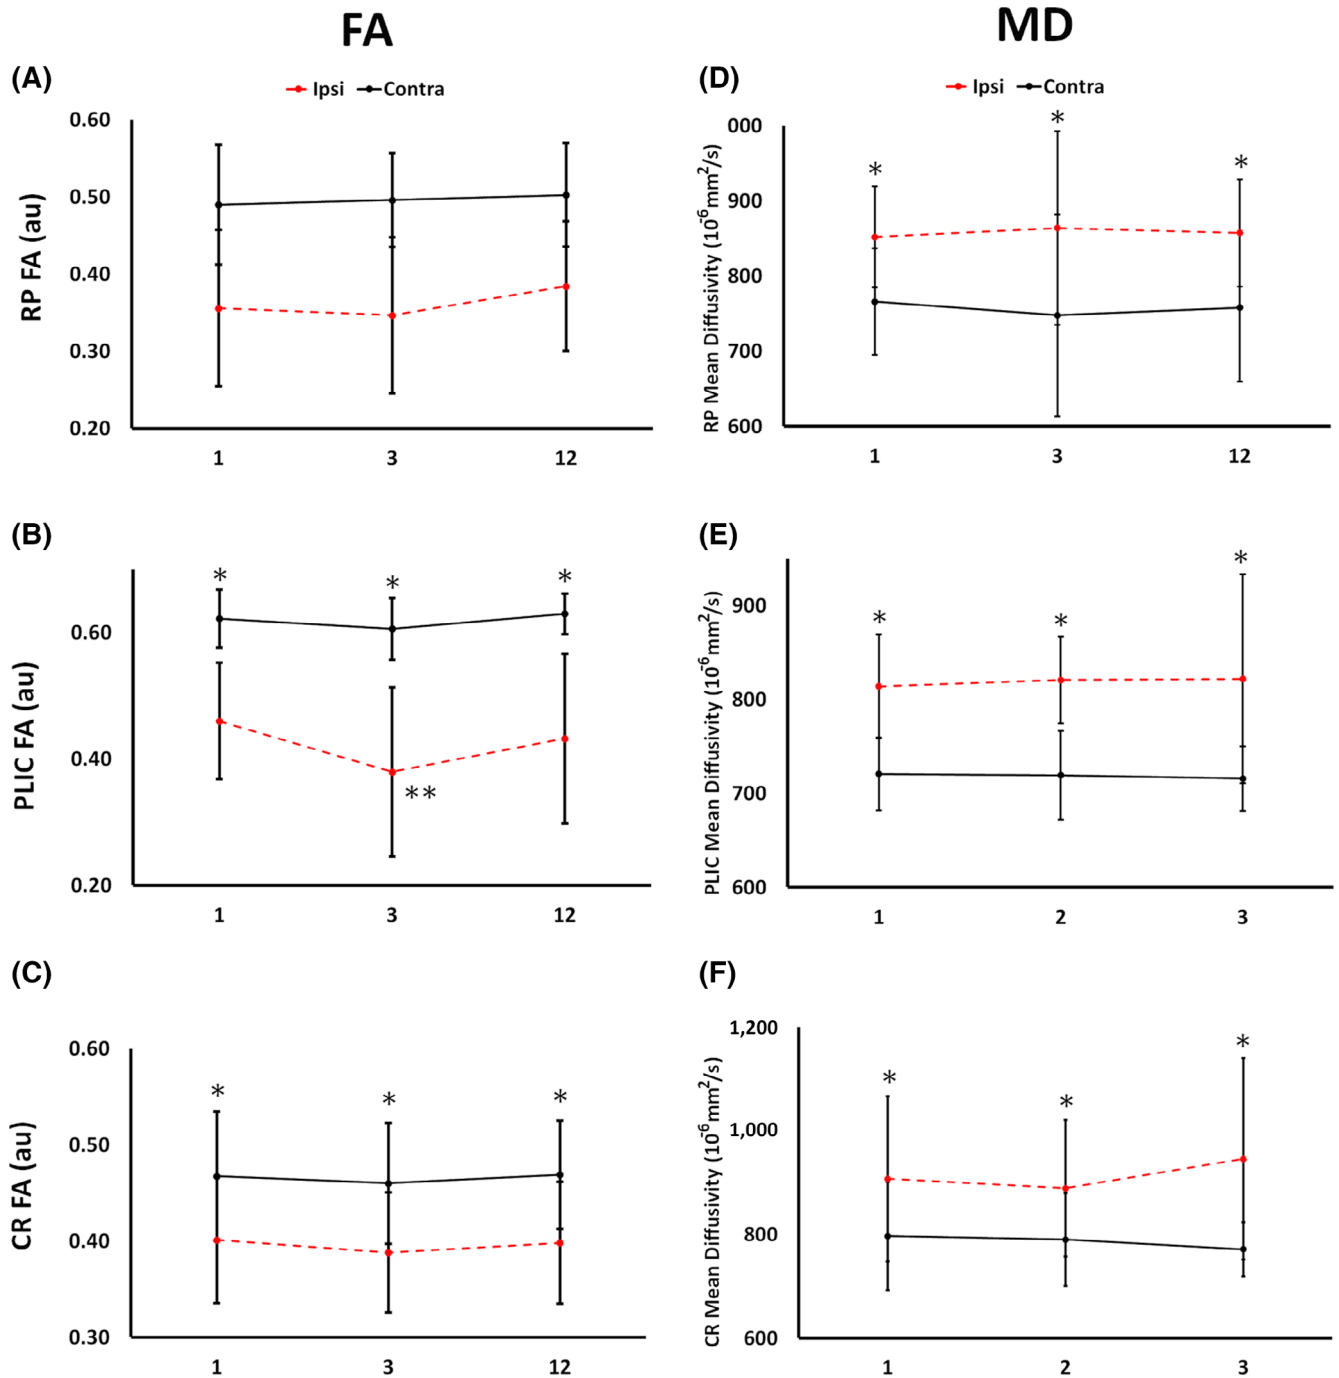 FA
MD
(A)
Ipsi Contra
0.60
0.50
0.40
0.30
0.20
RP FA (au)
1 3 12
(D)
Ipsi Contra
000
900
800
700
600
RP Mean Diffusivity (10⁻⁶mm²/s)
* * *
1 3 12
(B)
0.60
0.40
0.20
PLIC FA (au)
* * *
**
1 3 12
(E)
900
800
700
600
PLIC Mean Diffusivity (10⁻⁶mm²/s)
* * *
1 2 3
(C)
0.60
0.50
0.40
0.30
CR FA (au)
* * *
1 3 12
(F)
1,200
1,000
800
600
CR Mean Diffusivity (10⁻⁶mm²/s)
* * *
1 2 3